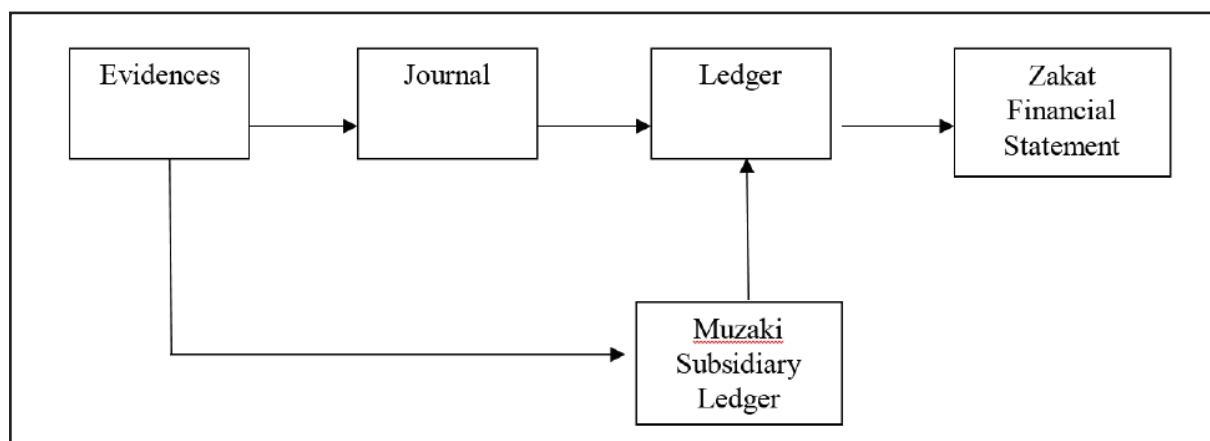 Evidences
Journal
Ledger
Zakat
Financial
Statement
Muzaki
Subsidiary
Ledger